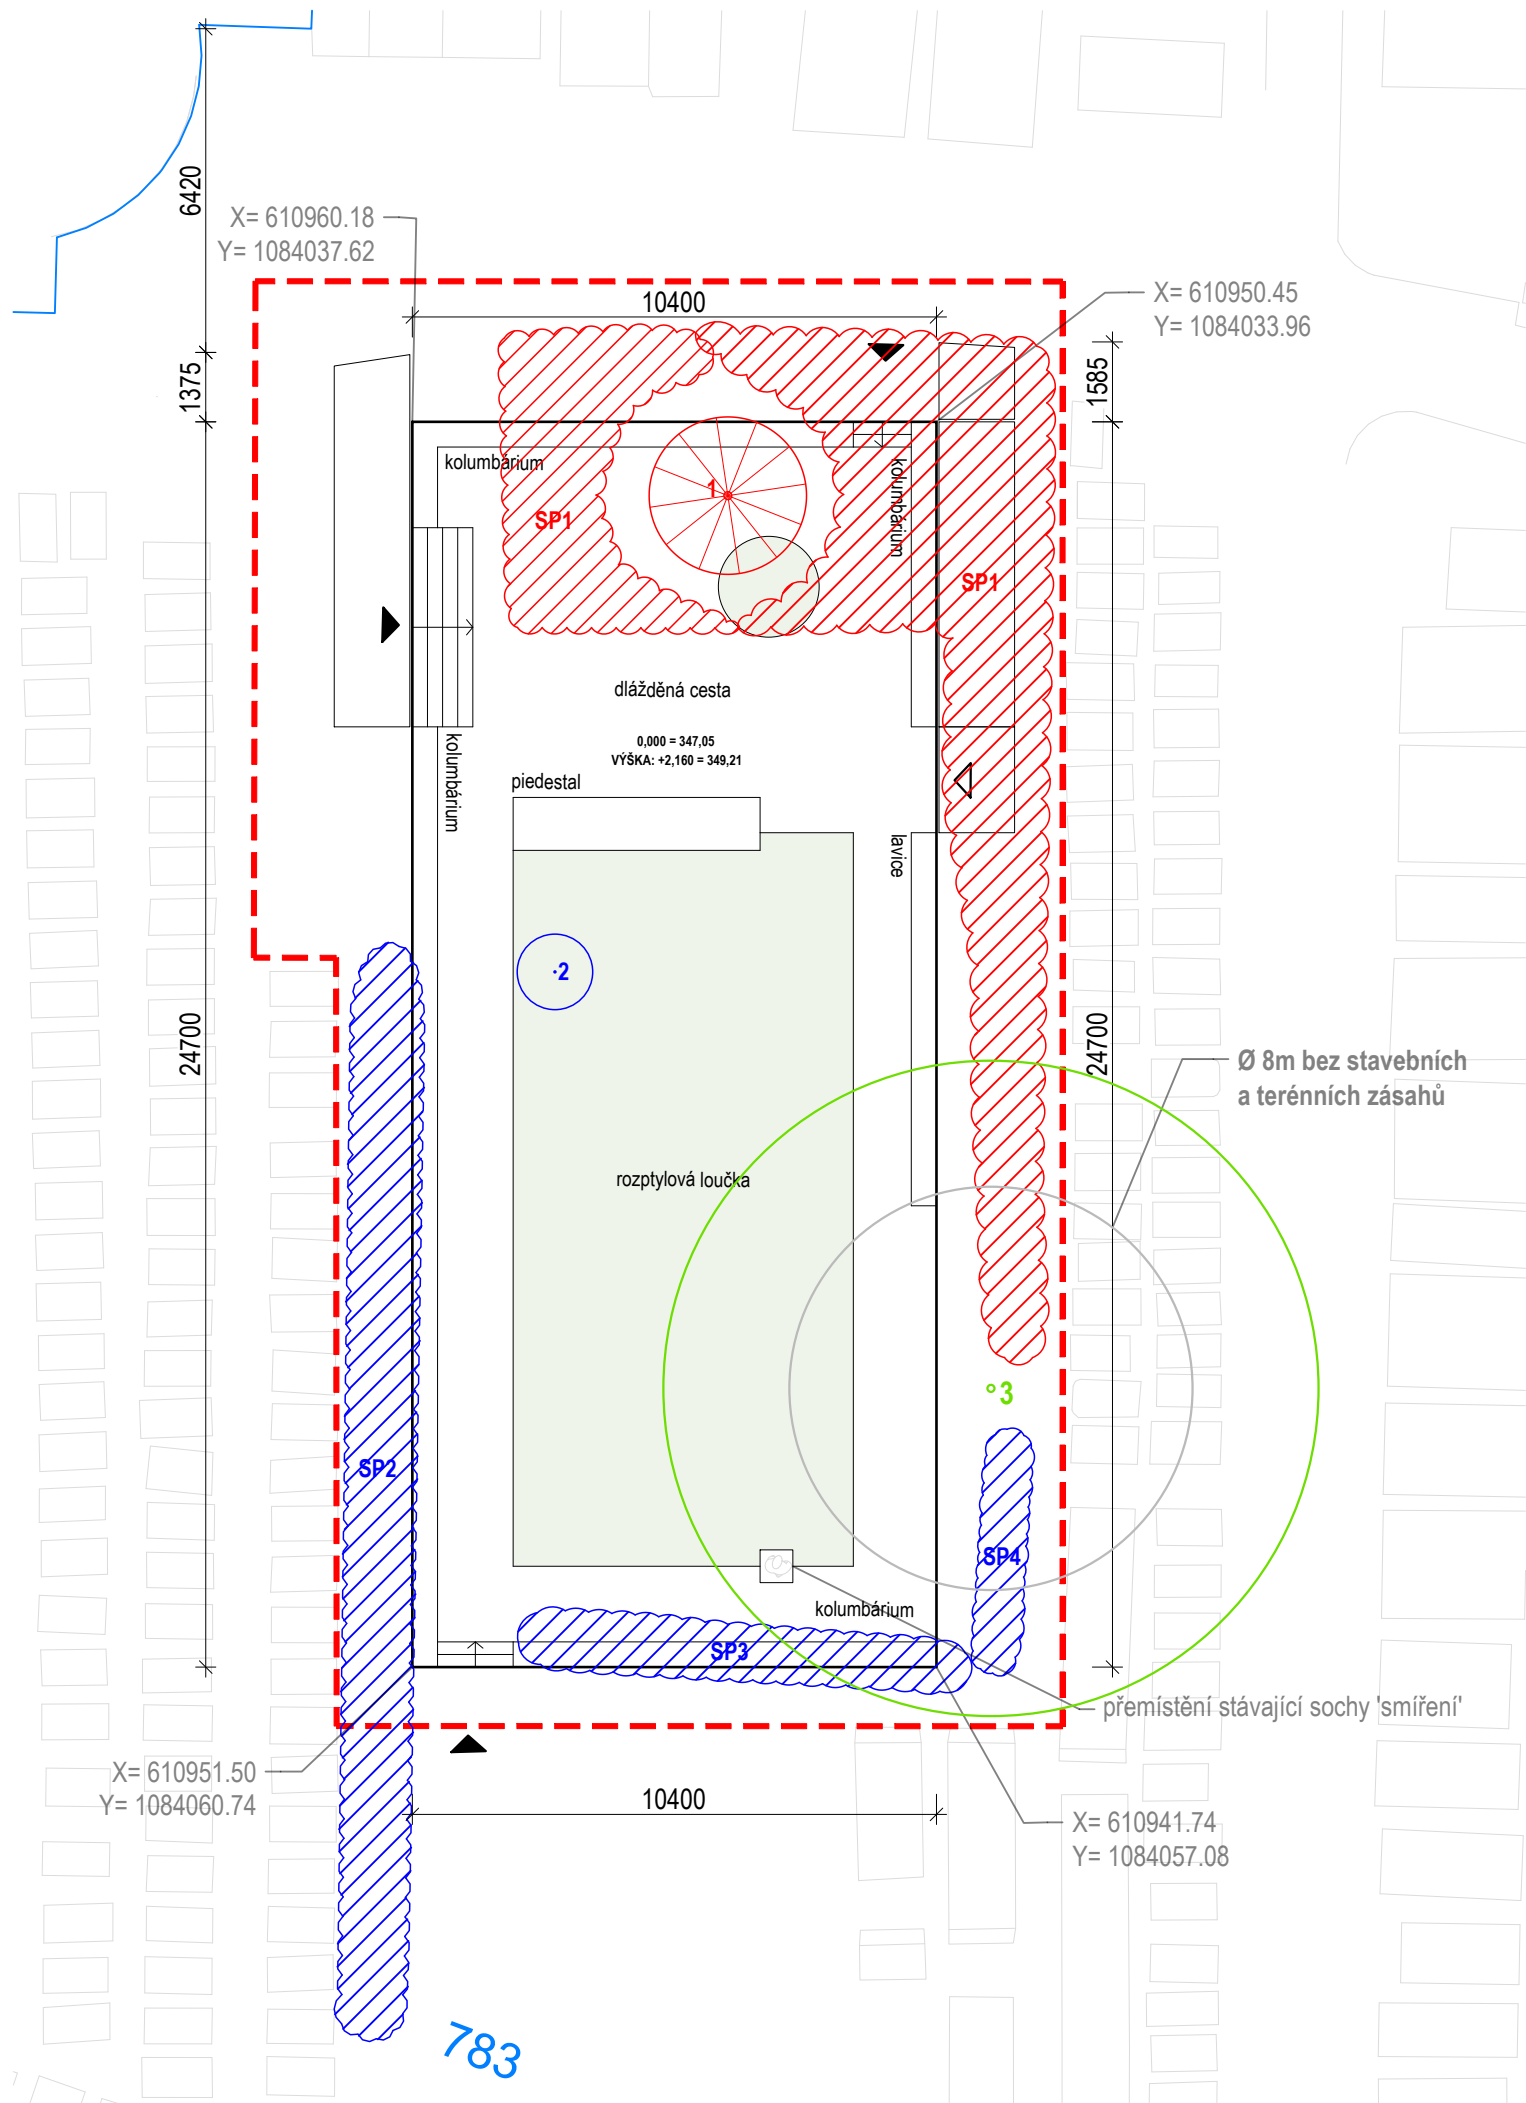 6420
X= 610960.18
Y= 1084037.62
10400
X= 610950.45
Y= 1084033.96
1375
1585
kolumbárium
kolumbárium
1
SP1
SP1
dlážděná cesta
0,000 = 347,05
VÝŠKA: +2,160 = 349,21
kolumbárium
piedestal
lavice
2
24700
24700
Ø 8m bez stavebních
a terénních zásahů
rozptylová loučka
3
SP2
SP4
kolumbárium
SP3
přemístění stávající sochy 'smíření'
X= 610951.50
Y= 1084060.74
10400
X= 610941.74
Y= 1084057.08
783